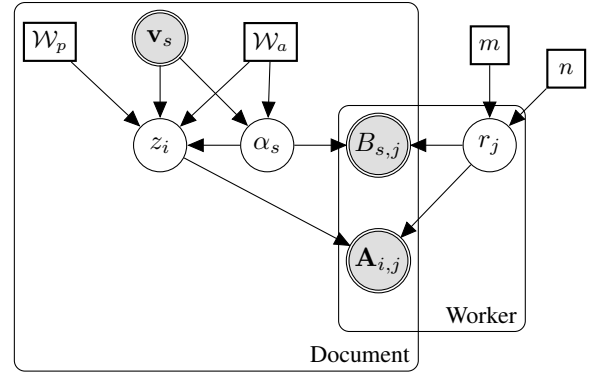 𝒲_p
𝐯_s
𝒲_a
m
n
z_i
α_s
B_{s,j}
r_j
𝐀_{i,j}
Worker
Document